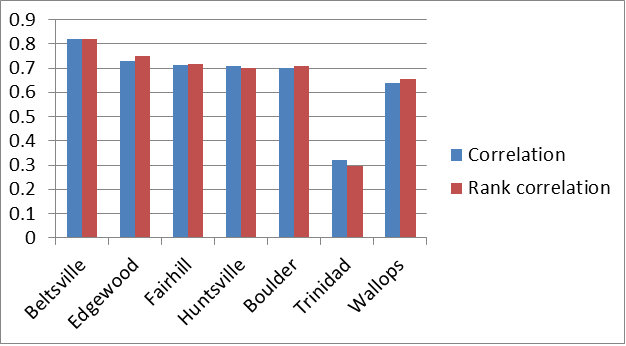 0.9
0.8
0.7
0.6
0.5
0.4
0.3
0.2
0.1
0
Beltsville
Edgewood
Fairhill
Huntsville
Boulder
Trinidad
Wallops
Correlation
Rank correlation